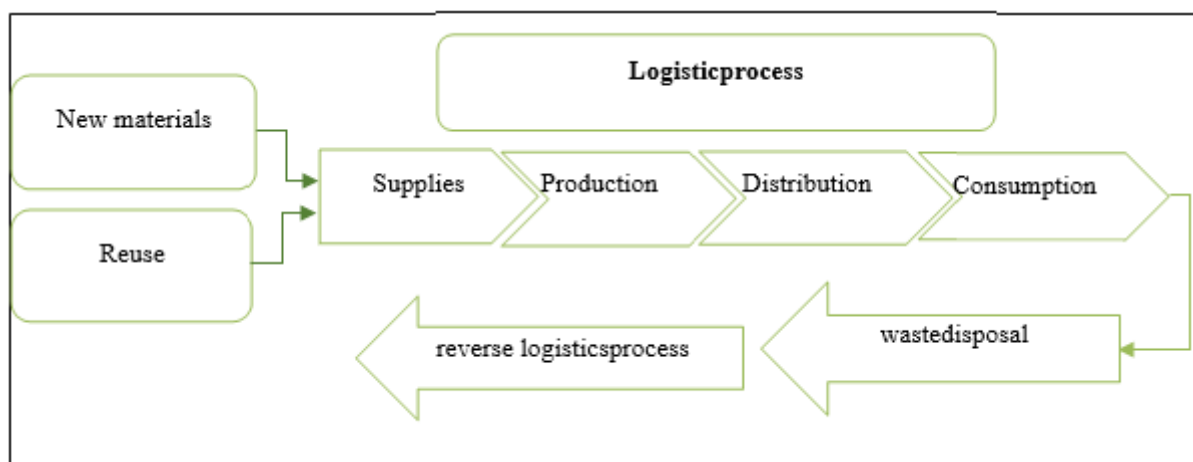 Logisticprocess
New materials
Supplies
Production
Distribution
Consumption
Reuse
wastedisposal
reverse logisticsprocess